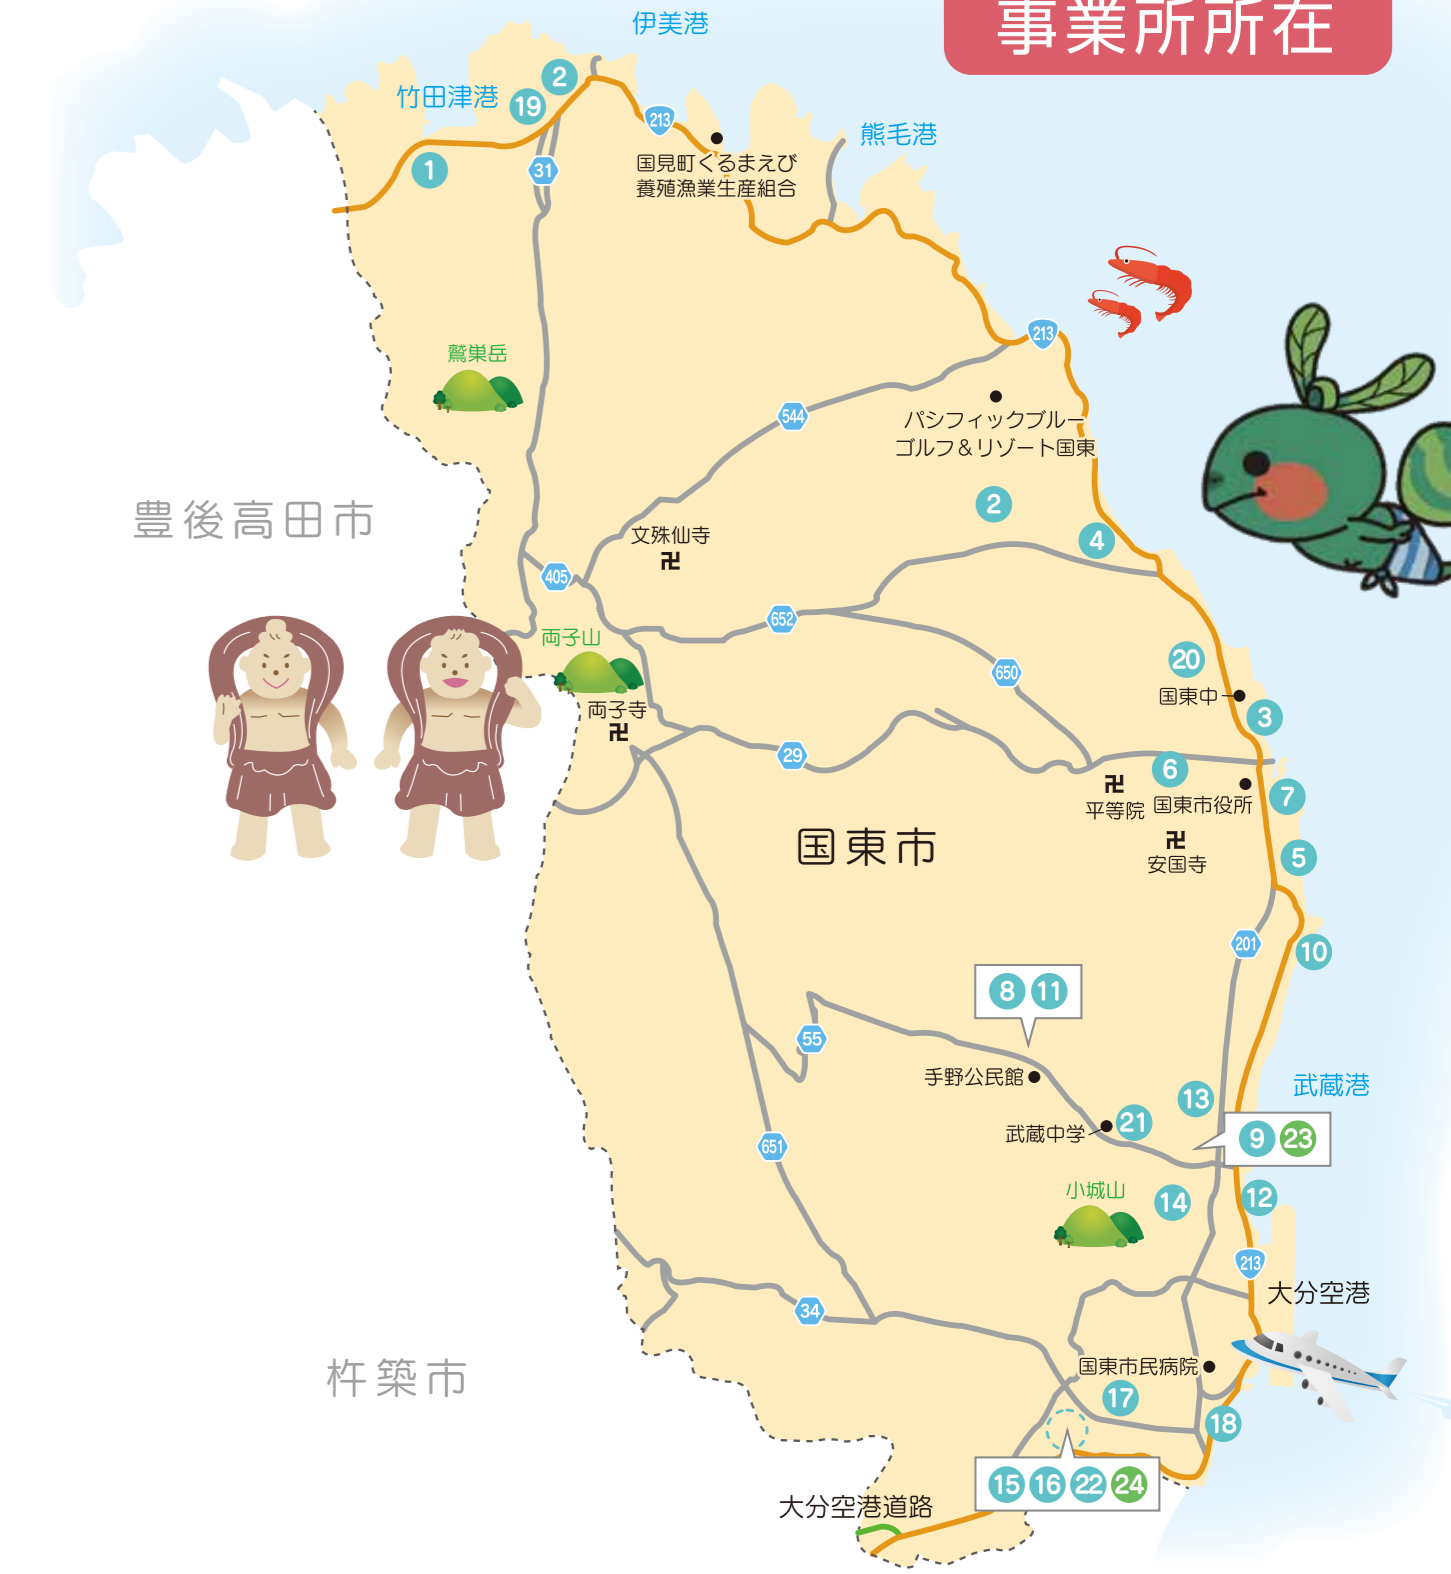 事業所所在
伊美港
2
竹田津港
19
213
熊毛港
国見町くるまえび
養殖漁業生産組合
1
31
213
鷲巣岳
544
パシフィックブルー
ゴルフ＆リゾート国東
豊後高田市
2
文殊仙寺
卍
4
405
652
両子山
650
20
国東中
両子寺
卍
3
29
6
卍
平等院
国東市役所
7
国東市
卍
安国寺
5
201
10
8 11
55
手野公民館
武蔵港
13
武蔵中学
21
651
9 23
小城山
14
12
213
大分空港
34
杵築市
国東市民病院
17
18
15 16 22 24
大分空港道路